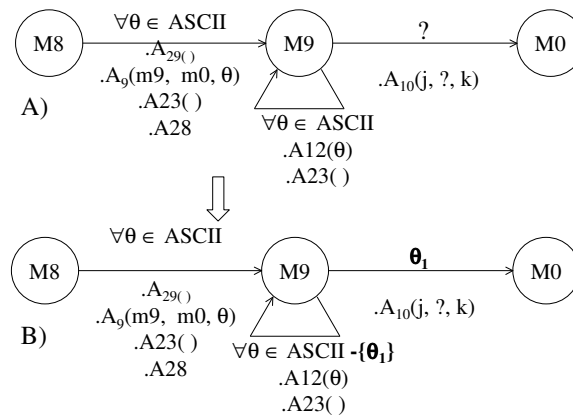 ∀θ ∈ ASCII
?
M8
M9
M0
.A29( )
.A9(m9, m0, θ)
.A23( )
.A28
.A10(j, ?, k)
A)
∀θ ∈ ASCII
.A12(θ)
.A23( )
∀θ ∈ ASCII
θ1
M8
M9
M0
.A29( )
.A9(m9, m0, θ)
.A23( )
.A28
.A10(j, ?, k)
B)
∀θ ∈ ASCII -{θ1}
.A12(θ)
.A23( )